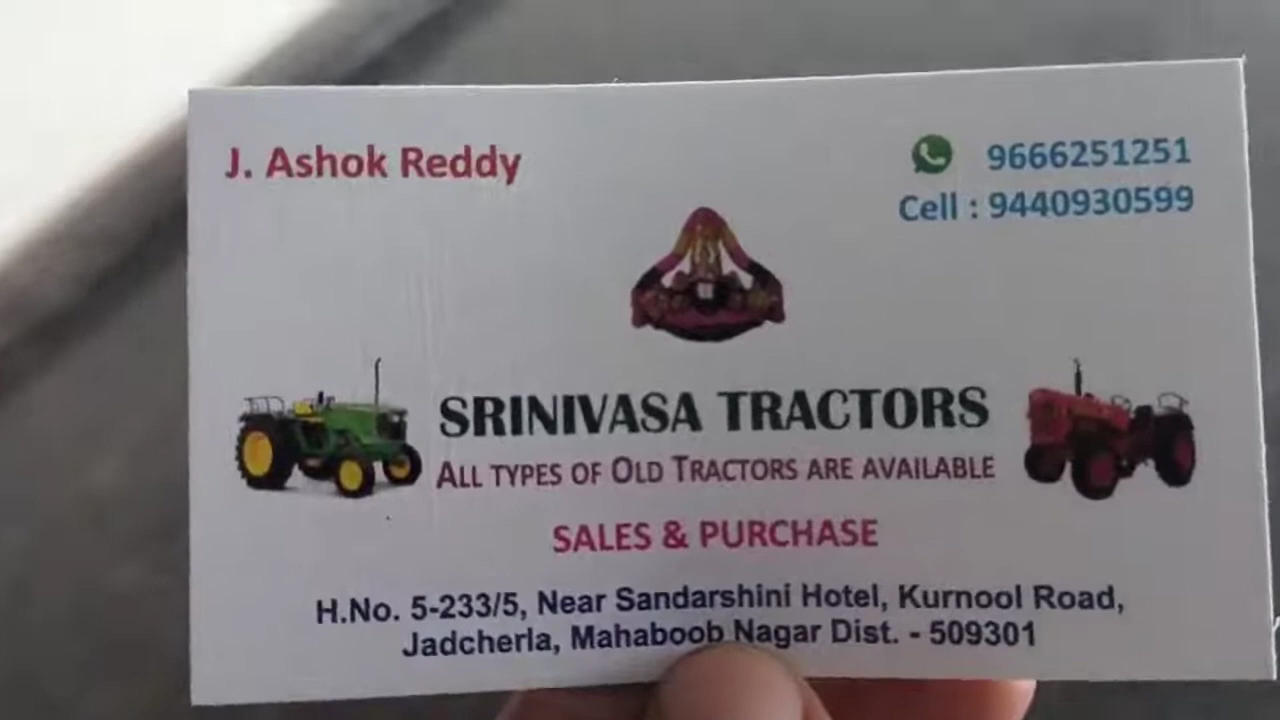 J. Ashok Reddy
9666251251
Cell : 9440930599
SRINIVASA TRACTORS
ALL TYPES OF OLD TRACTORS ARE AVAILABLE
SALES & PURCHASE
H.No. 5-233/5, Near Sandarshini Hotel, Kurnool Road,
Jadcherla, Mahaboob Nagar Dist. - 509301